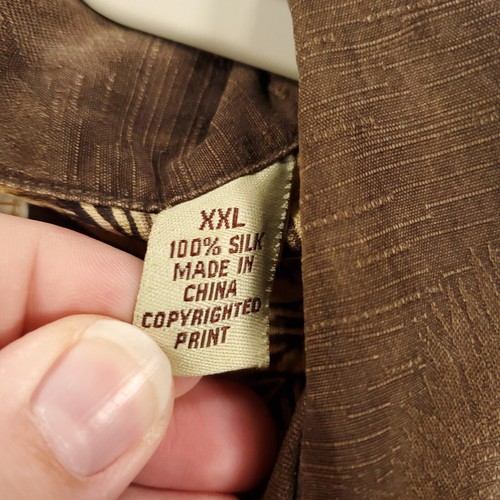 XXL
100% SILK
MADE IN
CHINA
COPYRIGHTED
PRINT